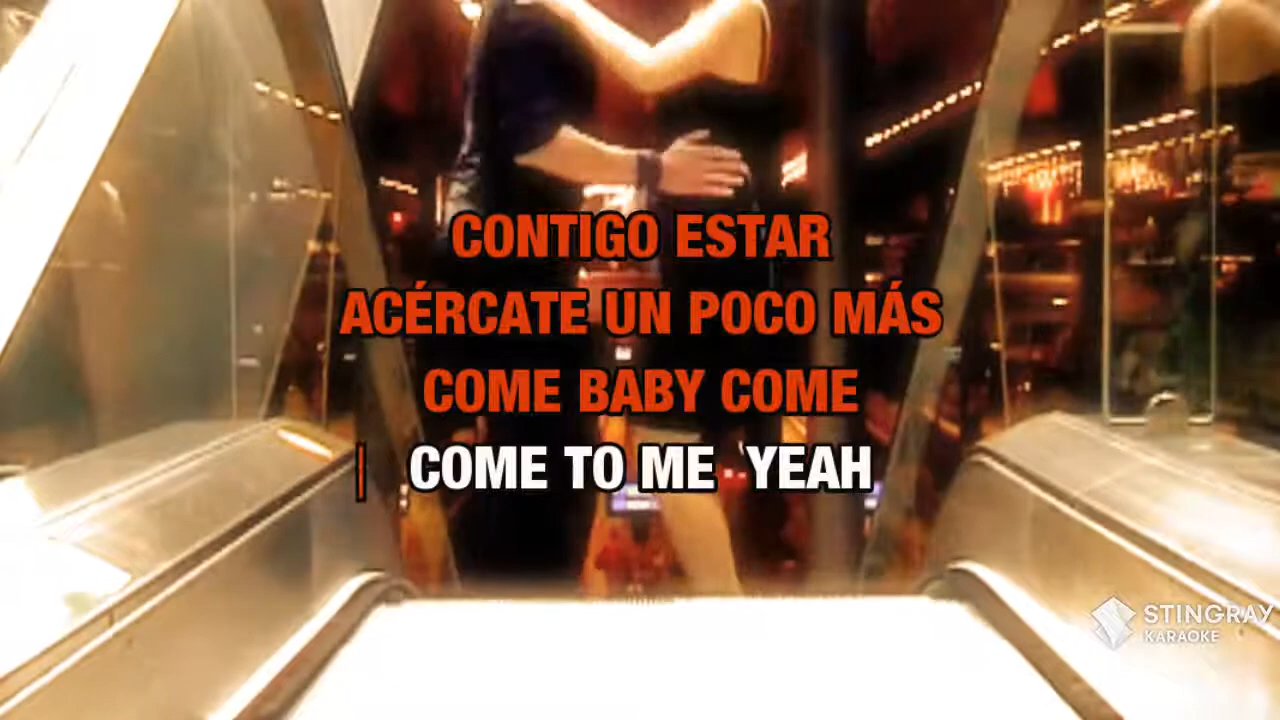 CONTIGO ESTAR
ACÉRCATE UN POCO MÁS
COME BABY COME
COME TO ME YEAH
STINGRAY
KARAOKE